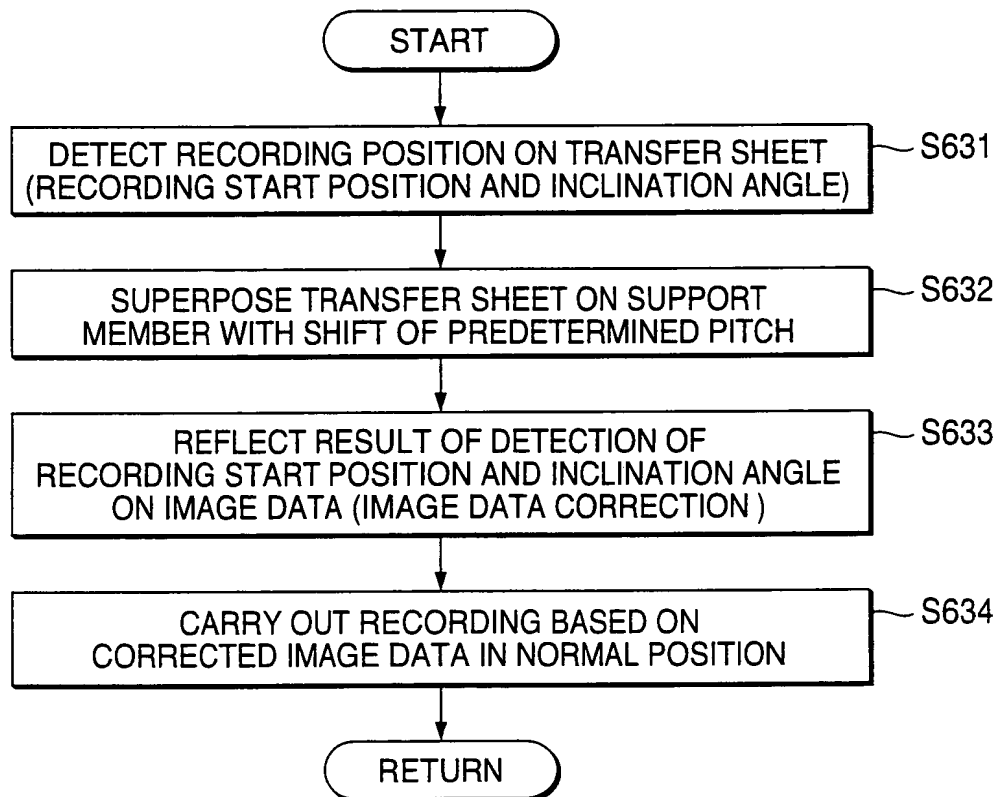 START
DETECT RECORDING POSITION ON TRANSFER SHEET
(RECORDING START POSITION AND INCLINATION ANGLE)
S631
SUPERPOSE TRANSFER SHEET ON SUPPORT
MEMBER WITH SHIFT OF PREDETERMINED PITCH
S632
REFLECT RESULT OF DETECTION OF
RECORDING START POSITION AND INCLINATION ANGLE
ON IMAGE DATA (IMAGE DATA CORRECTION )
S633
CARRY OUT RECORDING BASED ON
CORRECTED IMAGE DATA IN NORMAL POSITION
S634
RETURN